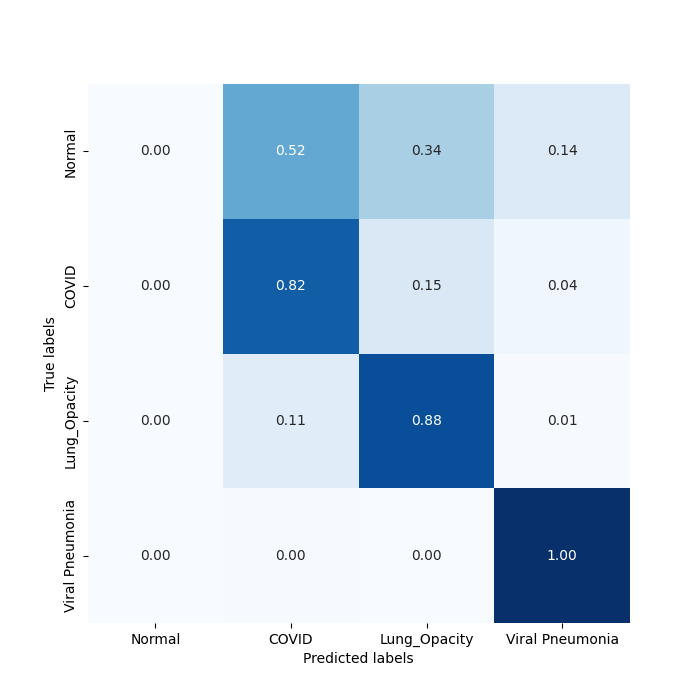 Normal 0.00 0.52 0.34 0.14
COVID 0.00 0.82 0.15 0.04
Lung_Opacity 0.00 0.11 0.88 0.01
Viral Pneumonia 0.00 0.00 0.00 1.00
True labels
Normal COVID Lung_Opacity Viral Pneumonia
Predicted labels